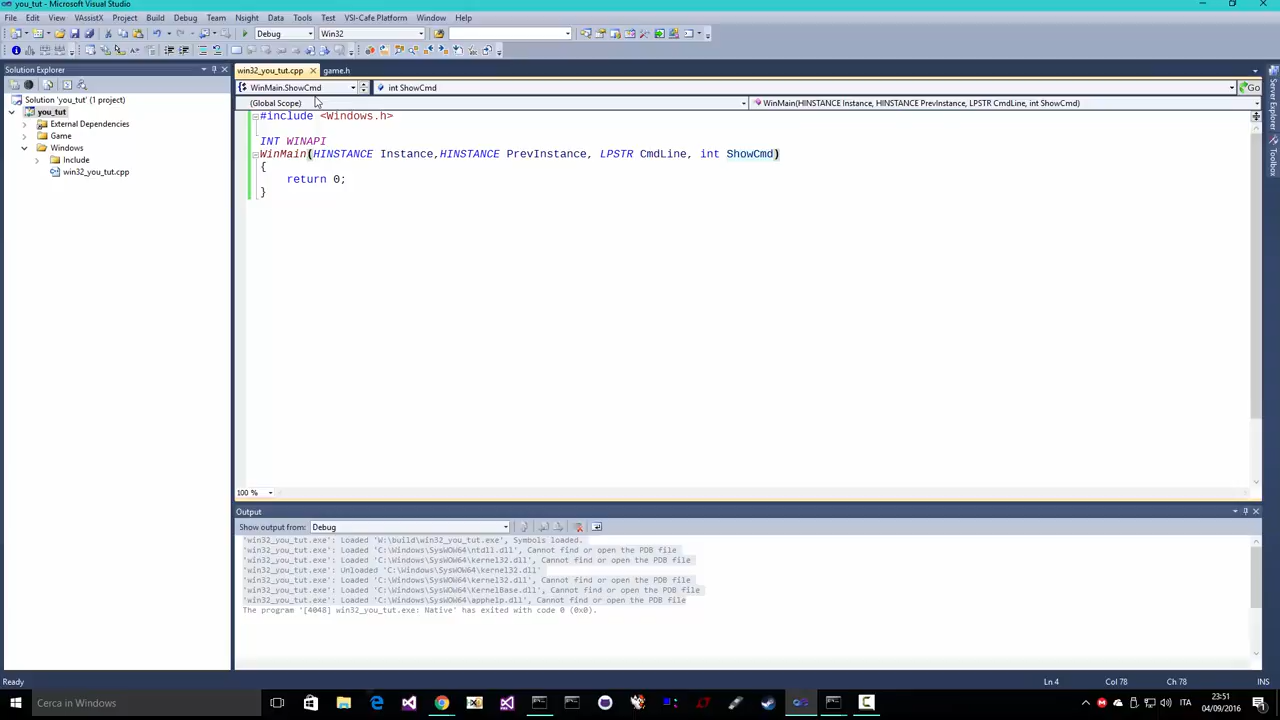 you_tut - Microsoft Visual Studio
File Edit View VAssistX Project Build Debug Team Nsight Data Tools Test VSI-Cafe Platform Window Help
Debug Win32
Solution Explorer
win32_you_tut.cpp game.h
WinMain.ShowCmd int ShowCmd Go
(Global Scope) WinMain(HINSTANCE Instance, HINSTANCE PrevInstance, LPSTR CmdLine, int ShowCmd)
Solution 'you_tut' (1 project)
you_tut
External Dependencies
Game
Windows
Include
win32_you_tut.cpp
#include <Windows.h>
INT WINAPI
WinMain(HINSTANCE Instance,HINSTANCE PrevInstance, LPSTR CmdLine, int ShowCmd)
{
return 0;
}
Server Explorer
Toolbox
100 %
Output
Show output from: Debug
'win32_you_tut.exe': Loaded 'W:\build\win32_you_tut.exe', Symbols loaded.
'win32_you_tut.exe': Loaded 'C:\Windows\SysWOW64\ntdll.dll', Cannot find or open the PDB file
'win32_you_tut.exe': Loaded 'C:\Windows\SysWOW64\kernel32.dll', Cannot find or open the PDB file
'win32_you_tut.exe': Unloaded 'C:\Windows\SysWOW64\kernel32.dll'
'win32_you_tut.exe': Loaded 'C:\Windows\SysWOW64\kernel32.dll', Cannot find or open the PDB file
'win32_you_tut.exe': Loaded 'C:\Windows\SysWOW64\KernelBase.dll', Cannot find or open the PDB file
'win32_you_tut.exe': Loaded 'C:\Windows\SysWOW64\apphelp.dll', Cannot find or open the PDB file
The program '[4048] win32_you_tut.exe: Native' has exited with code 0 (0x0).
Ready Ln 4 Col 78 Ch 78 INS
Cerca in Windows ITA 23:51
04/09/2016